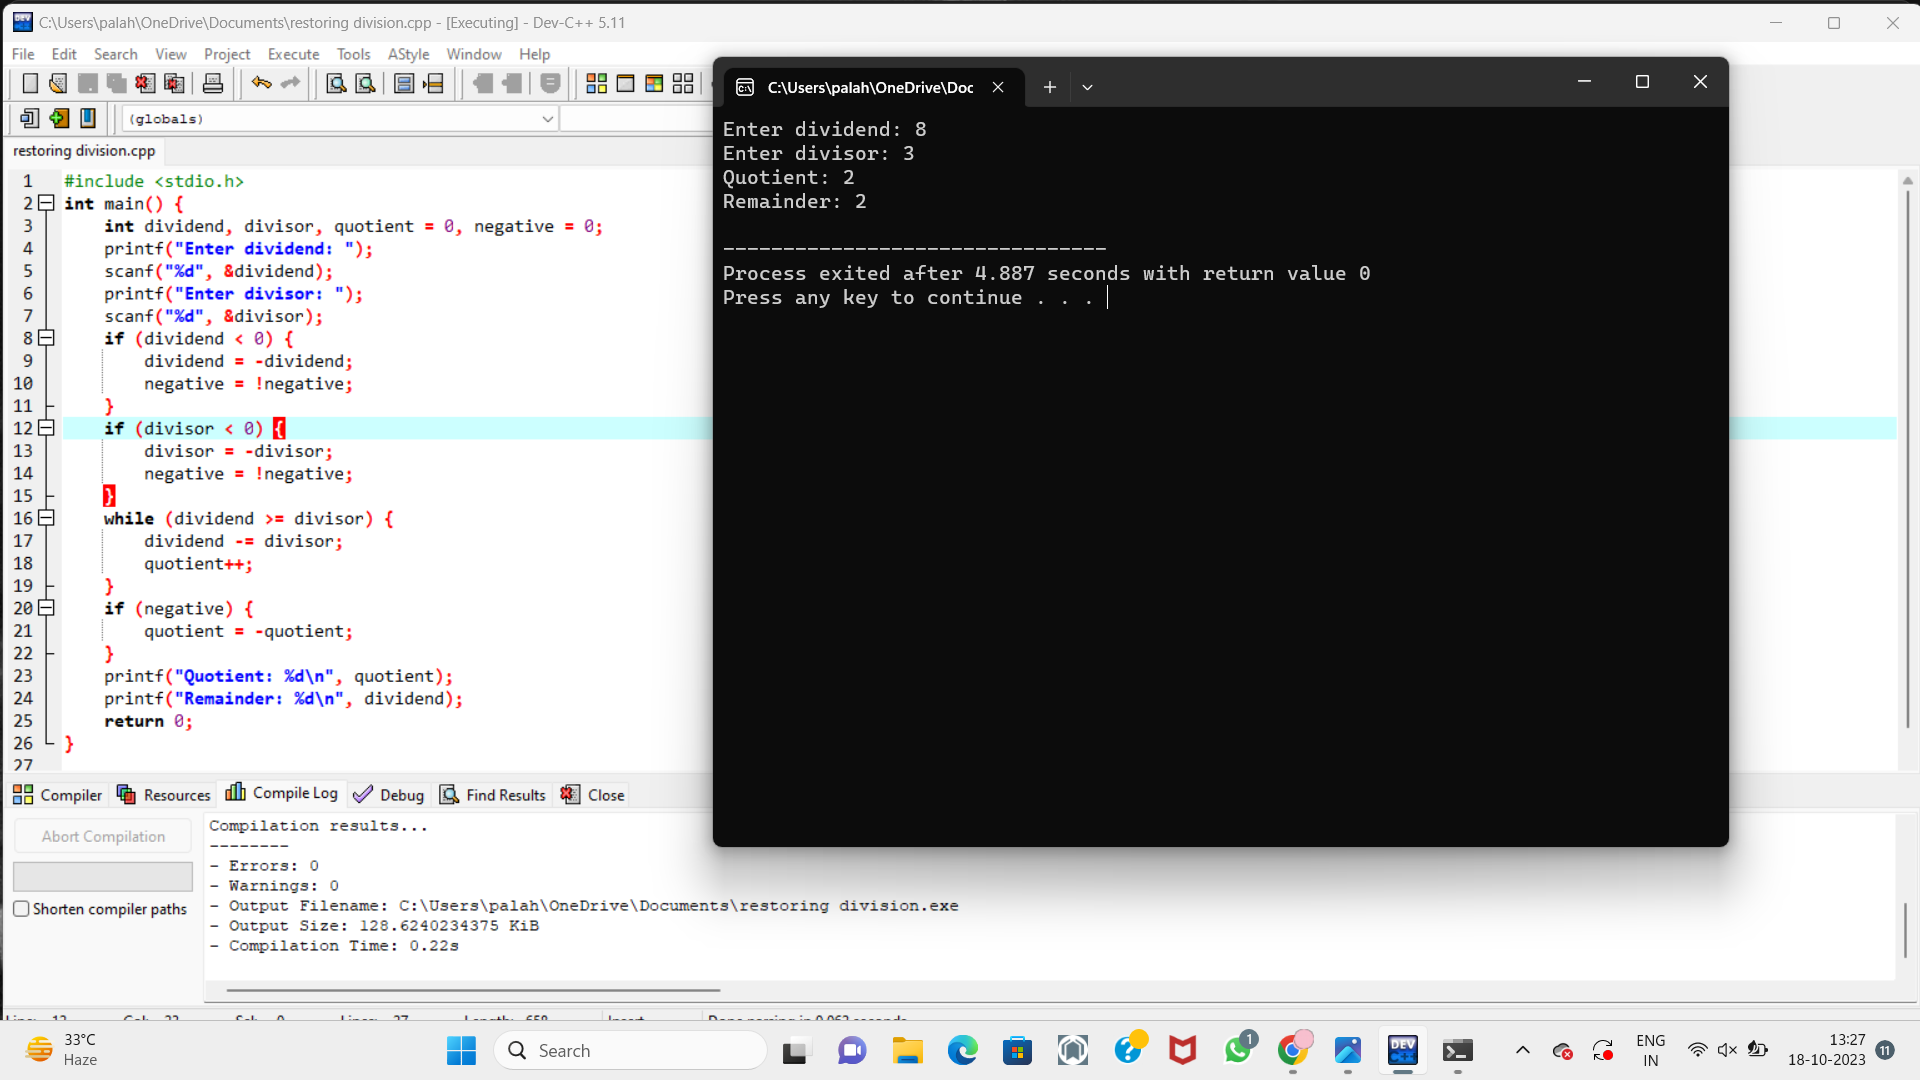 C:\Users\palah\OneDrive\Documents\restoring division.cpp - [Executing] - Dev-C++ 5.11
File Edit Search View Project Execute Tools AStyle Window Help
(globals)
restoring division.cpp
1 #include <stdio.h>
2 int main() {
3 int dividend, divisor, quotient = 0, negative = 0;
4 printf("Enter dividend: ");
5 scanf("%d", &dividend);
6 printf("Enter divisor: ");
7 scanf("%d", &divisor);
8 if (dividend < 0) {
9 dividend = -dividend;
10 negative = !negative;
11 }
12 if (divisor < 0) {
13 divisor = -divisor;
14 negative = !negative;
15 }
16 while (dividend >= divisor) {
17 dividend -= divisor;
18 quotient++;
19 }
20 if (negative) {
21 quotient = -quotient;
22 }
23 printf("Quotient: %d\n", quotient);
24 printf("Remainder: %d\n", dividend);
25 return 0;
26 }
27
C:\Users\palah\OneDrive\Doc
Enter dividend: 8
Enter divisor: 3
Quotient: 2
Remainder: 2
--------------------------------
Process exited after 4.887 seconds with return value 0
Press any key to continue . . .
Compiler Resources Compile Log Debug Find Results Close
Abort Compilation
Shorten compiler paths
Compilation results...
--------
- Errors: 0
- Warnings: 0
- Output Filename: C:\Users\palah\OneDrive\Documents\restoring division.exe
- Output Size: 128.6240234375 KiB
- Compilation Time: 0.22s
33°C
Haze
Search
DEV
C++
1
ENG
IN
13:27
18-10-2023
11